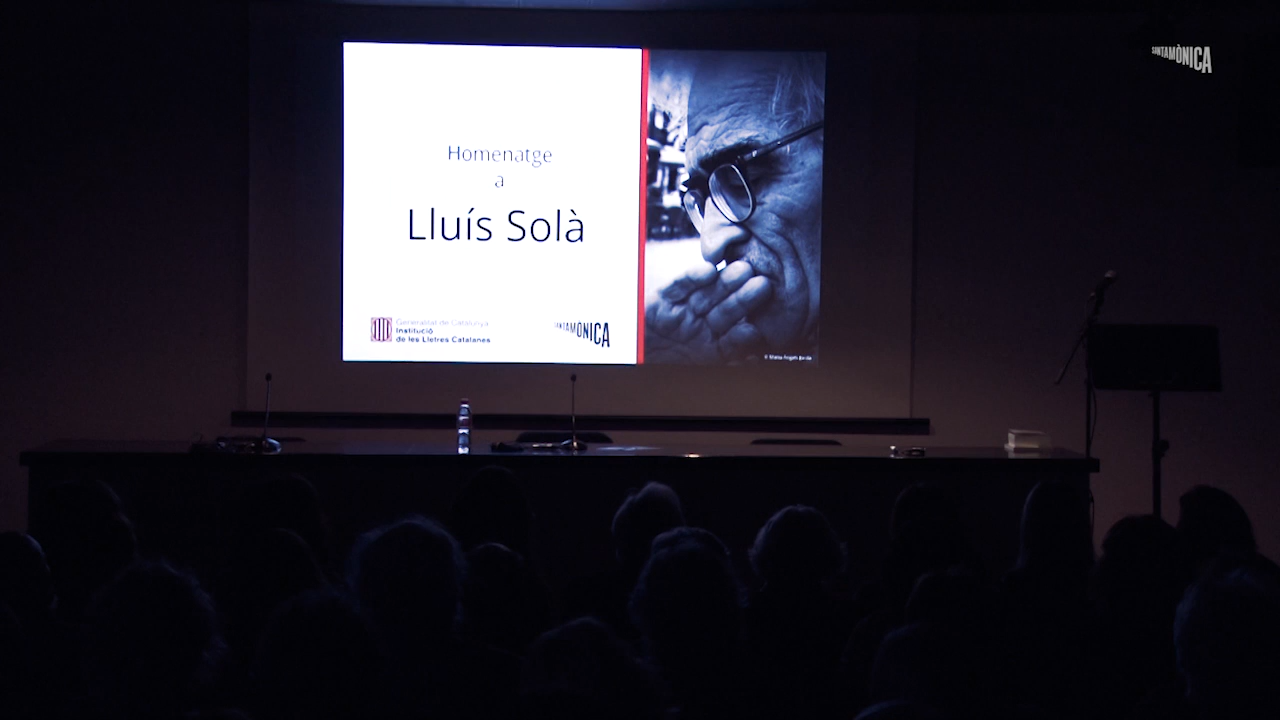 SANTAMÒNICA
Homenatge
a
Lluís Solà
Generalitat de Catalunya
Institució
de les Lletres Catalanes
SANTAMÒNICA